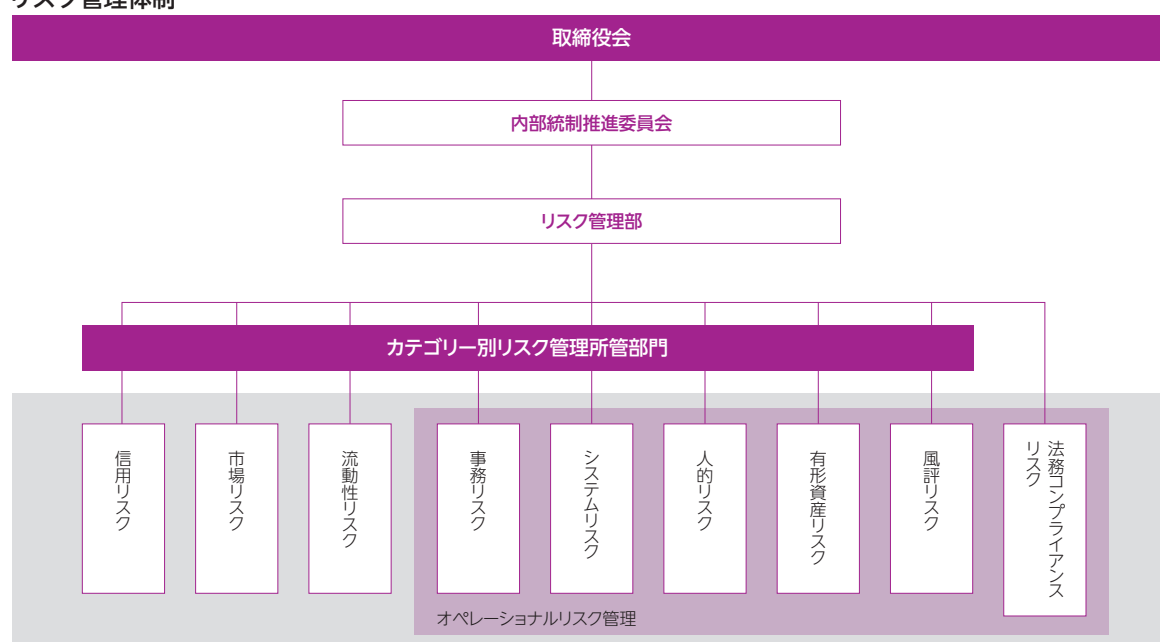 リスク管理体制
取締役会
内部統制推進委員会
リスク管理部
カテゴリー別リスク管理所管部門
信用リスク
市場リスク
流動性リスク
事務リスク
システムリスク
人的リスク
有形資産リスク
風評リスク
法務コンプライアンス
リスク
オペレーショナルリスク管理